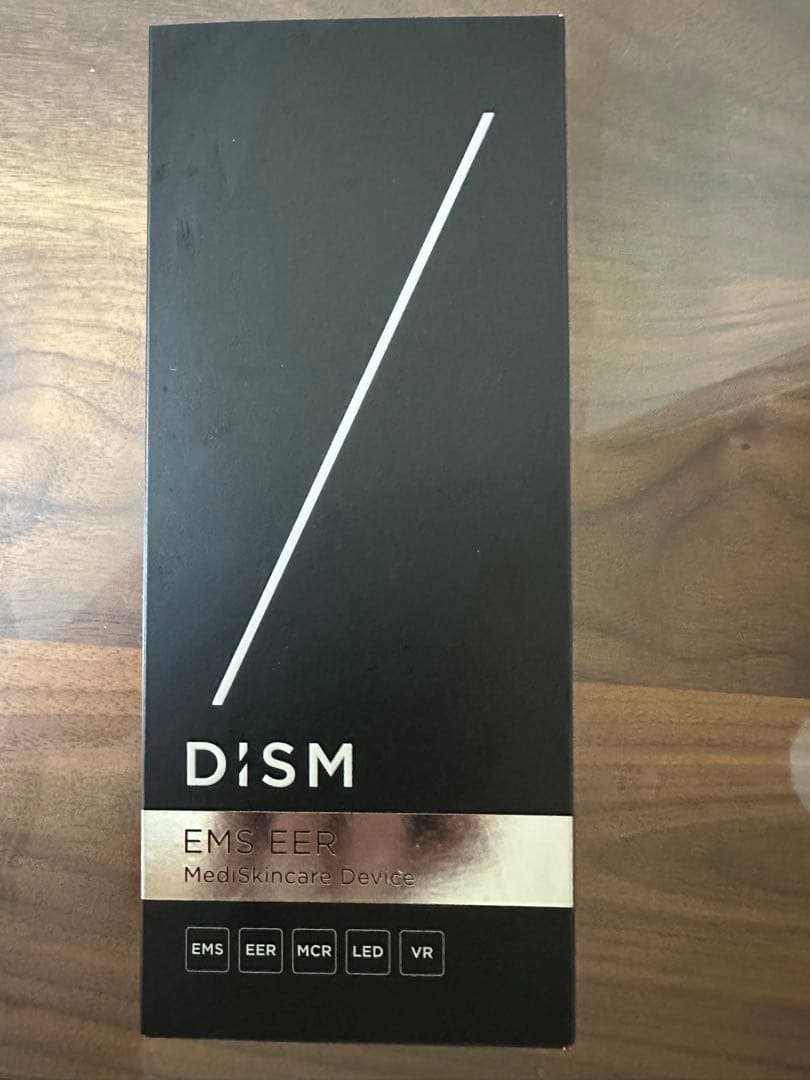 DISM
EMS EER
MediSkincare Device
EMS EER MCR LED VR